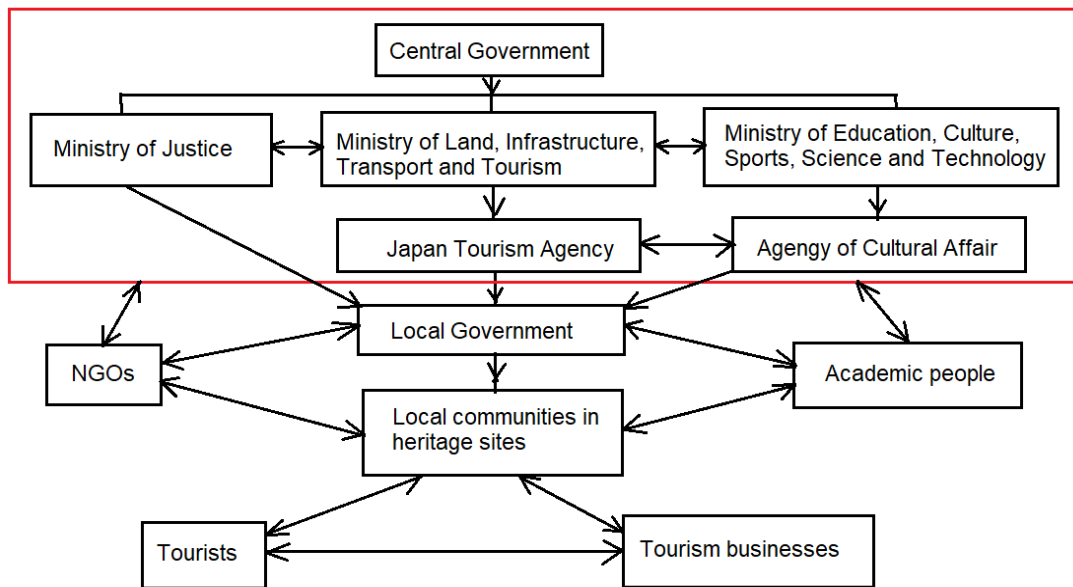 Central Government
Ministry of Justice
Ministry of Land, Infrastructure,
Transport and Tourism
Ministry of Education, Culture,
Sports, Science and Technology
Japan Tourism Agency
Agengy of Cultural Affair
Local Government
NGOs
Academic people
Local communities in
heritage sites
Tourists
Tourism businesses